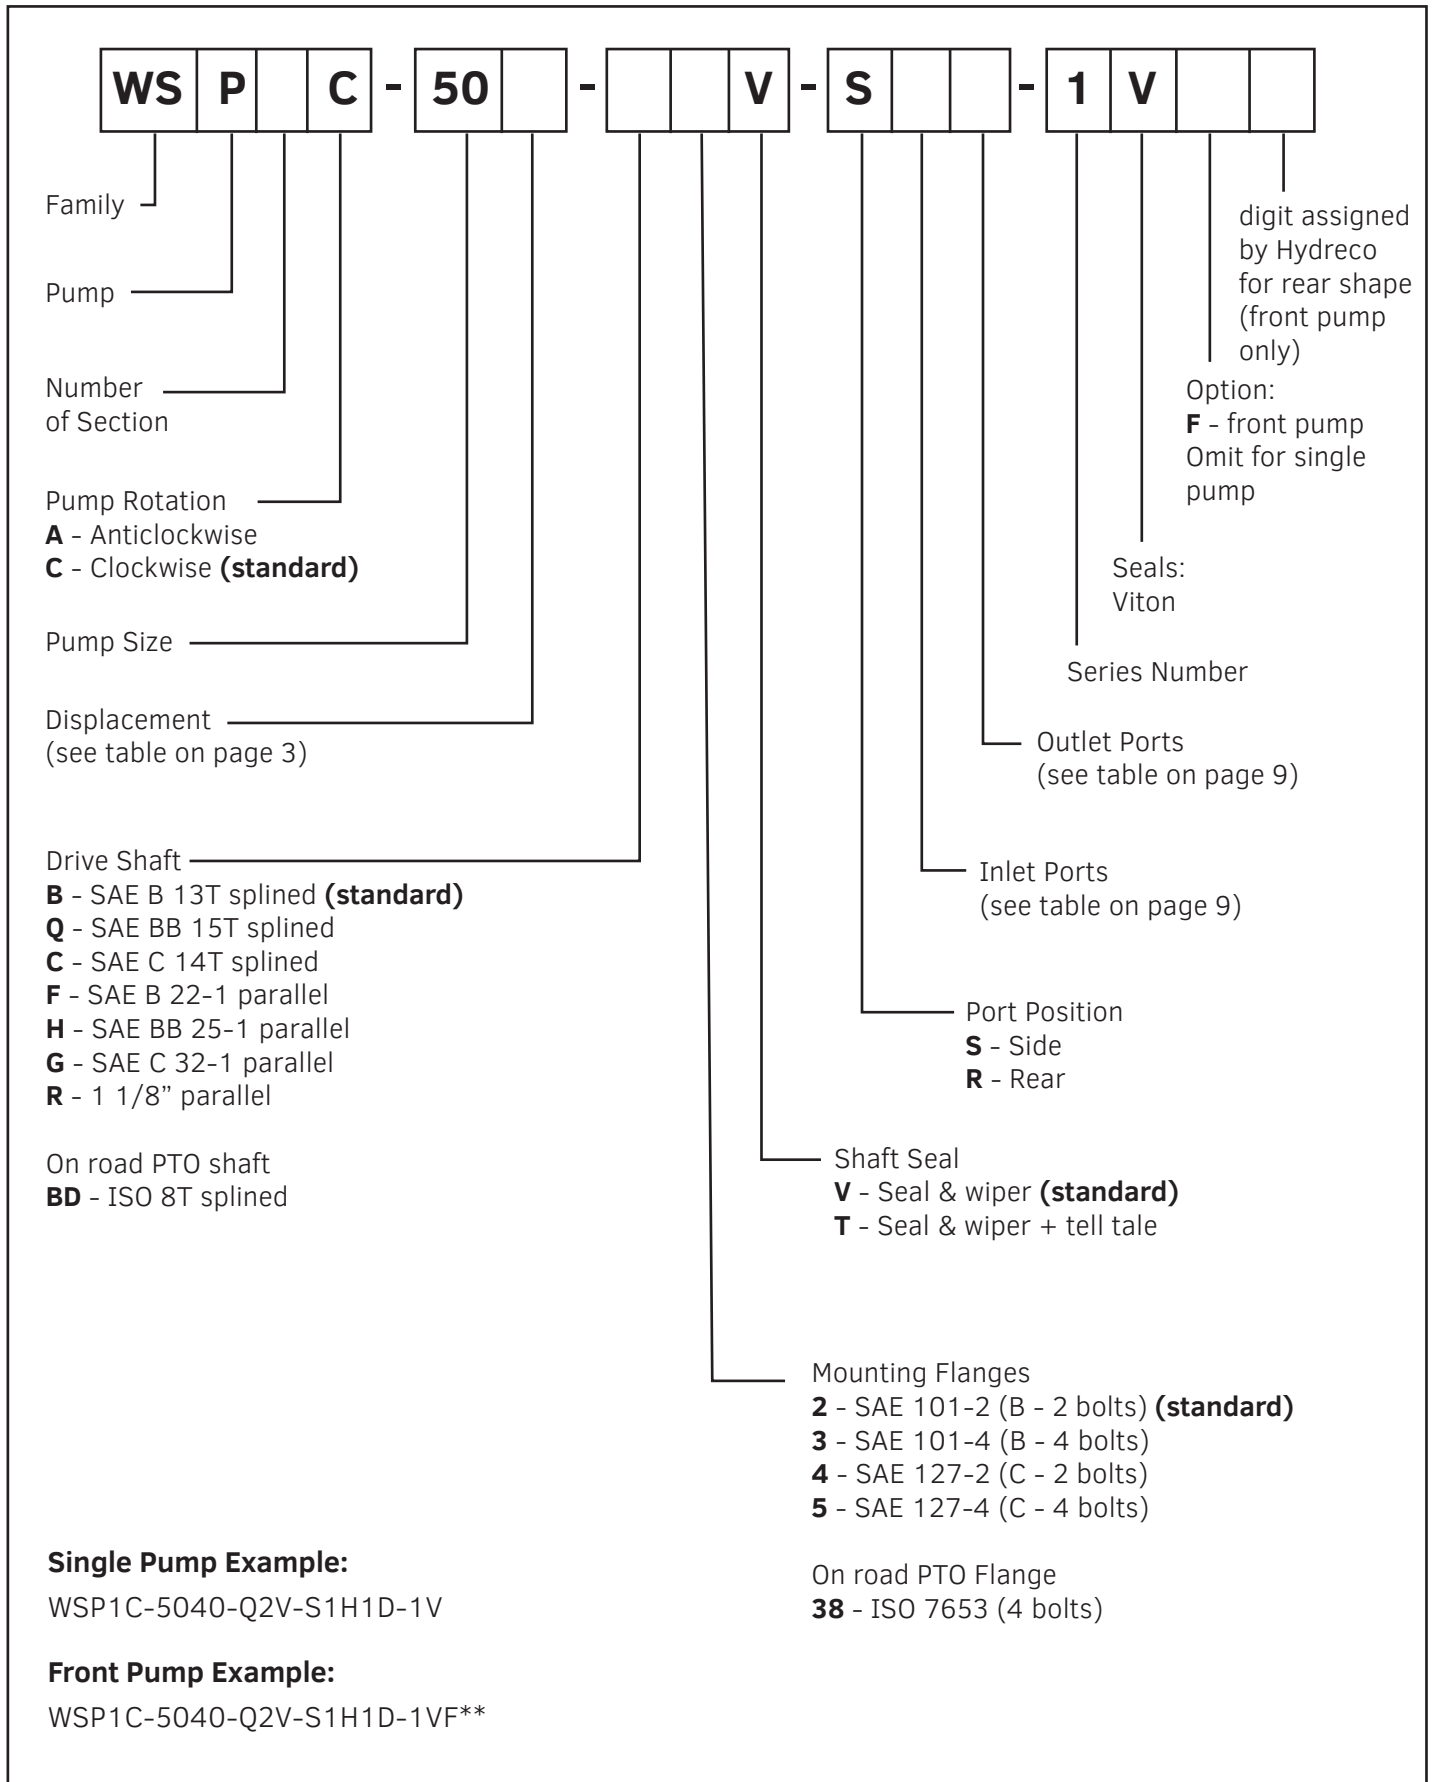 WS P C - 50 - V - S - 1 V
Family
Pump
Number
of Section
Pump Rotation
A - Anticlockwise
C - Clockwise (standard)
Pump Size
Displacement
(see table on page 3)
Drive Shaft
B - SAE B 13T splined (standard)
Q - SAE BB 15T splined
C - SAE C 14T splined
F - SAE B 22-1 parallel
H - SAE BB 25-1 parallel
G - SAE C 32-1 parallel
R - 1 1/8” parallel
On road PTO shaft
BD - ISO 8T splined
digit assigned
by Hydreco
for rear shape
(front pump
only)
Option:
F - front pump
Omit for single
pump
Seals:
Viton
Series Number
Outlet Ports
(see table on page 9)
Inlet Ports
(see table on page 9)
Port Position
S - Side
R - Rear
Shaft Seal
V - Seal & wiper (standard)
T - Seal & wiper + tell tale
Mounting Flanges
2 - SAE 101-2 (B - 2 bolts) (standard)
3 - SAE 101-4 (B - 4 bolts)
4 - SAE 127-2 (C - 2 bolts)
5 - SAE 127-4 (C - 4 bolts)
On road PTO Flange
38 - ISO 7653 (4 bolts)
Single Pump Example:
WSP1C-5040-Q2V-S1H1D-1V
Front Pump Example:
WSP1C-5040-Q2V-S1H1D-1VF**